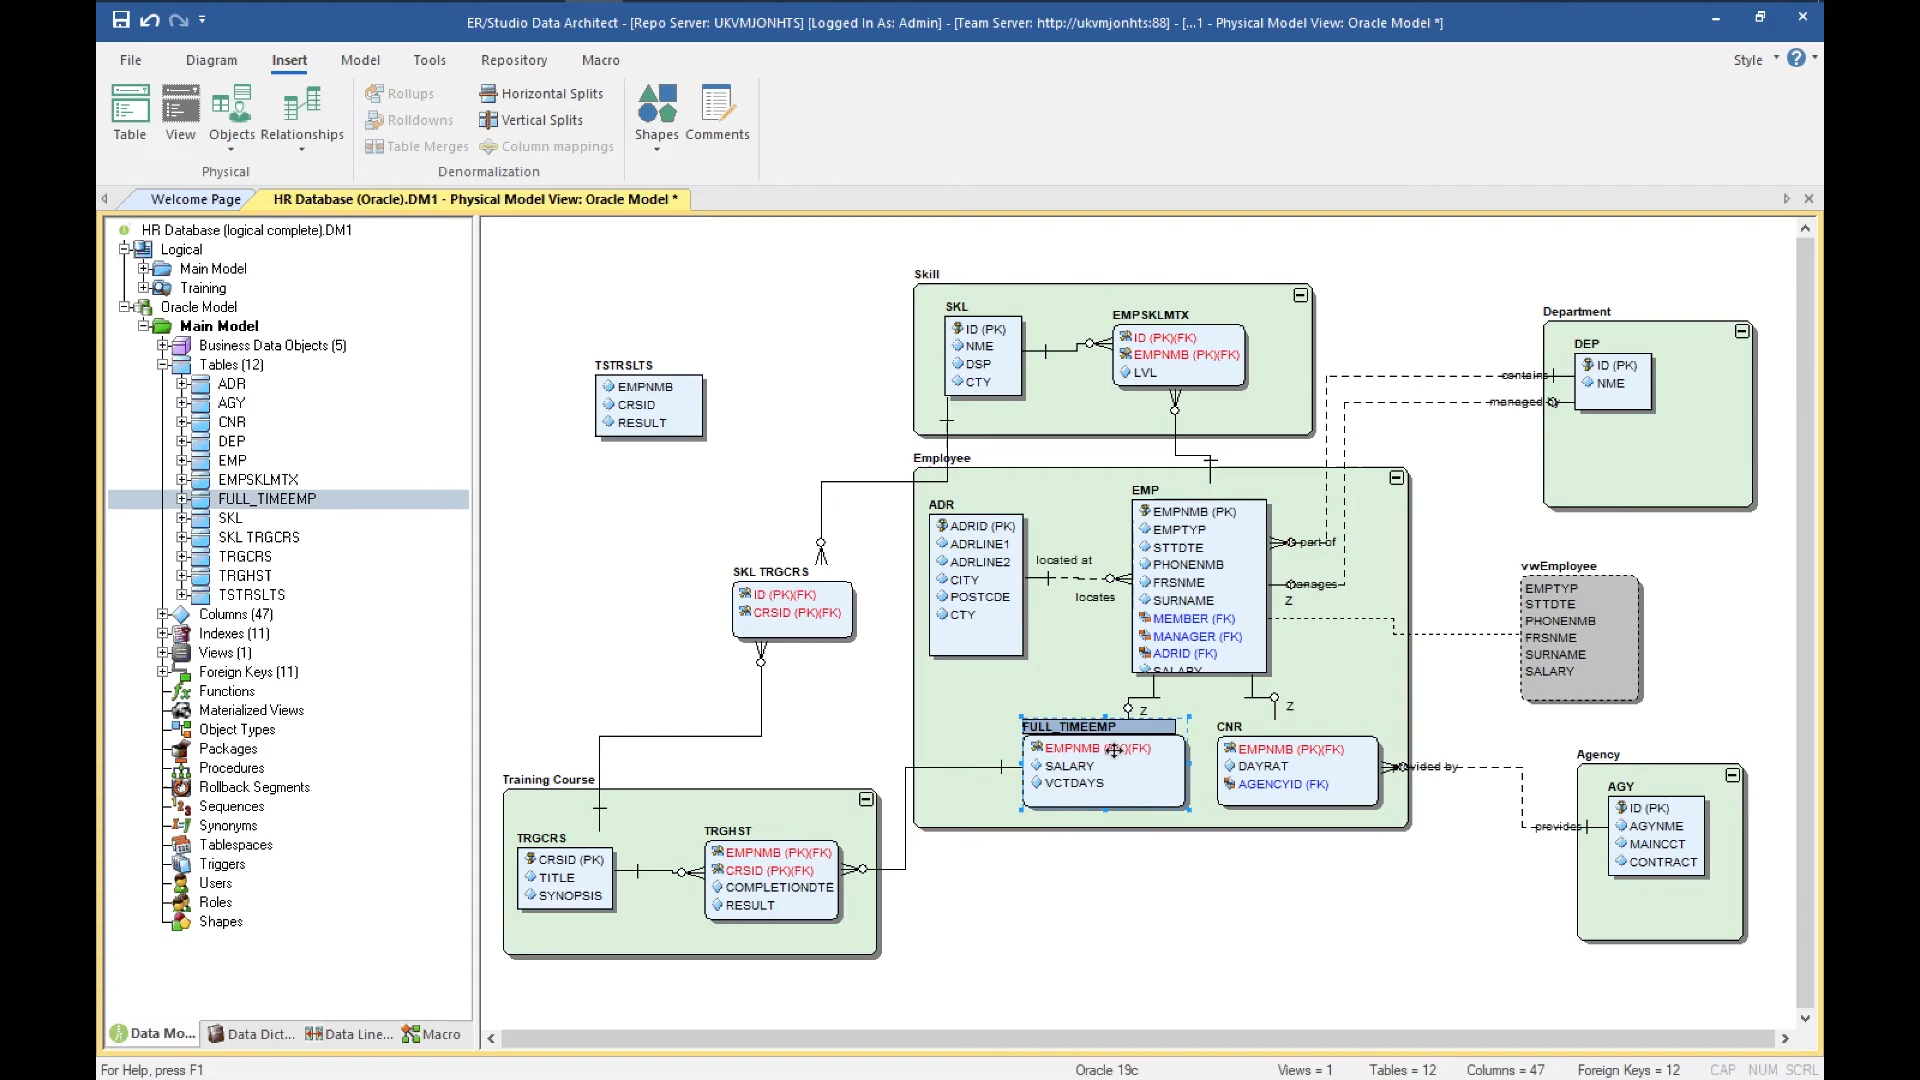 ER/Studio Data Architect - [Repo Server: UKVMJONHTS] [Logged In As: Admin] - [Team Server: http://ukvmjonhts:88] - [...1 - Physical Model View: Oracle Model *]
File Diagram Insert Model Tools Repository Macro Style
Table View Objects Relationships
Physical
Rollups
Rolldowns
Table Merges
Horizontal Splits
Vertical Splits
Column mappings
Denormalization
Shapes Comments
Welcome Page
HR Database (Oracle).DM1 - Physical Model View: Oracle Model *
HR Database (logical complete).DM1
Logical
Main Model
Training
Oracle Model
Main Model
Business Data Objects (5)
Tables (12)
ADR
AGY
CNR
DEP
EMP
EMPSKLMTX
FULL_TIMEEMP
SKL
SKL TRGCRS
TRGCRS
TRGHST
TSTRSLTS
Columns (47)
Indexes (11)
Views (1)
Foreign Keys (11)
Functions
Materialized Views
Object Types
Packages
Procedures
Rollback Segments
Sequences
Synonyms
Tablespaces
Triggers
Users
Roles
Shapes
Data Mo...
Data Dict...
Data Line...
Macro
TSTRSLTS
EMPNMB
CRSID
RESULT
Skill
SKL
ID (PK)
NME
DSP
CTY
EMPSKLMTX
ID (PK)(FK)
EMPNMB (PK)(FK)
LVL
Department
DEP
ID (PK)
NME
contains
managed by
Employee
ADR
ADRID (PK)
ADRLINE1
ADRLINE2
CITY
POSTCDE
CTY
located at
locates
EMP
EMPNMB (PK)
EMPTYP
STTDTE
PHONENMB
FRSNME
SURNAME
MEMBER (FK)
MANAGER (FK)
ADRID (FK)
SALARY
part of
manages
Z
vwEmployee
EMPTYP
STTDTE
PHONENMB
FRSNME
SURNAME
SALARY
SKL TRGCRS
ID (PK)(FK)
CRSID (PK)(FK)
Z
Z
FULL_TIMEEMP
EMPNMB (PK)(FK)
SALARY
VCTDAYS
CNR
EMPNMB (PK)(FK)
DAYRAT
AGENCYID (FK)
provided by
provides
Agency
AGY
ID (PK)
AGYNME
MAINCCT
CONTRACT
Training Course
TRGCRS
CRSID (PK)
TITLE
SYNOPSIS
TRGHST
EMPNMB (PK)(FK)
CRSID (PK)(FK)
COMPLETIONDTE
RESULT
For Help, press F1
Oracle 19c
Views = 1
Tables = 12
Columns = 47
Foreign Keys = 12
CAP NUM SCRL